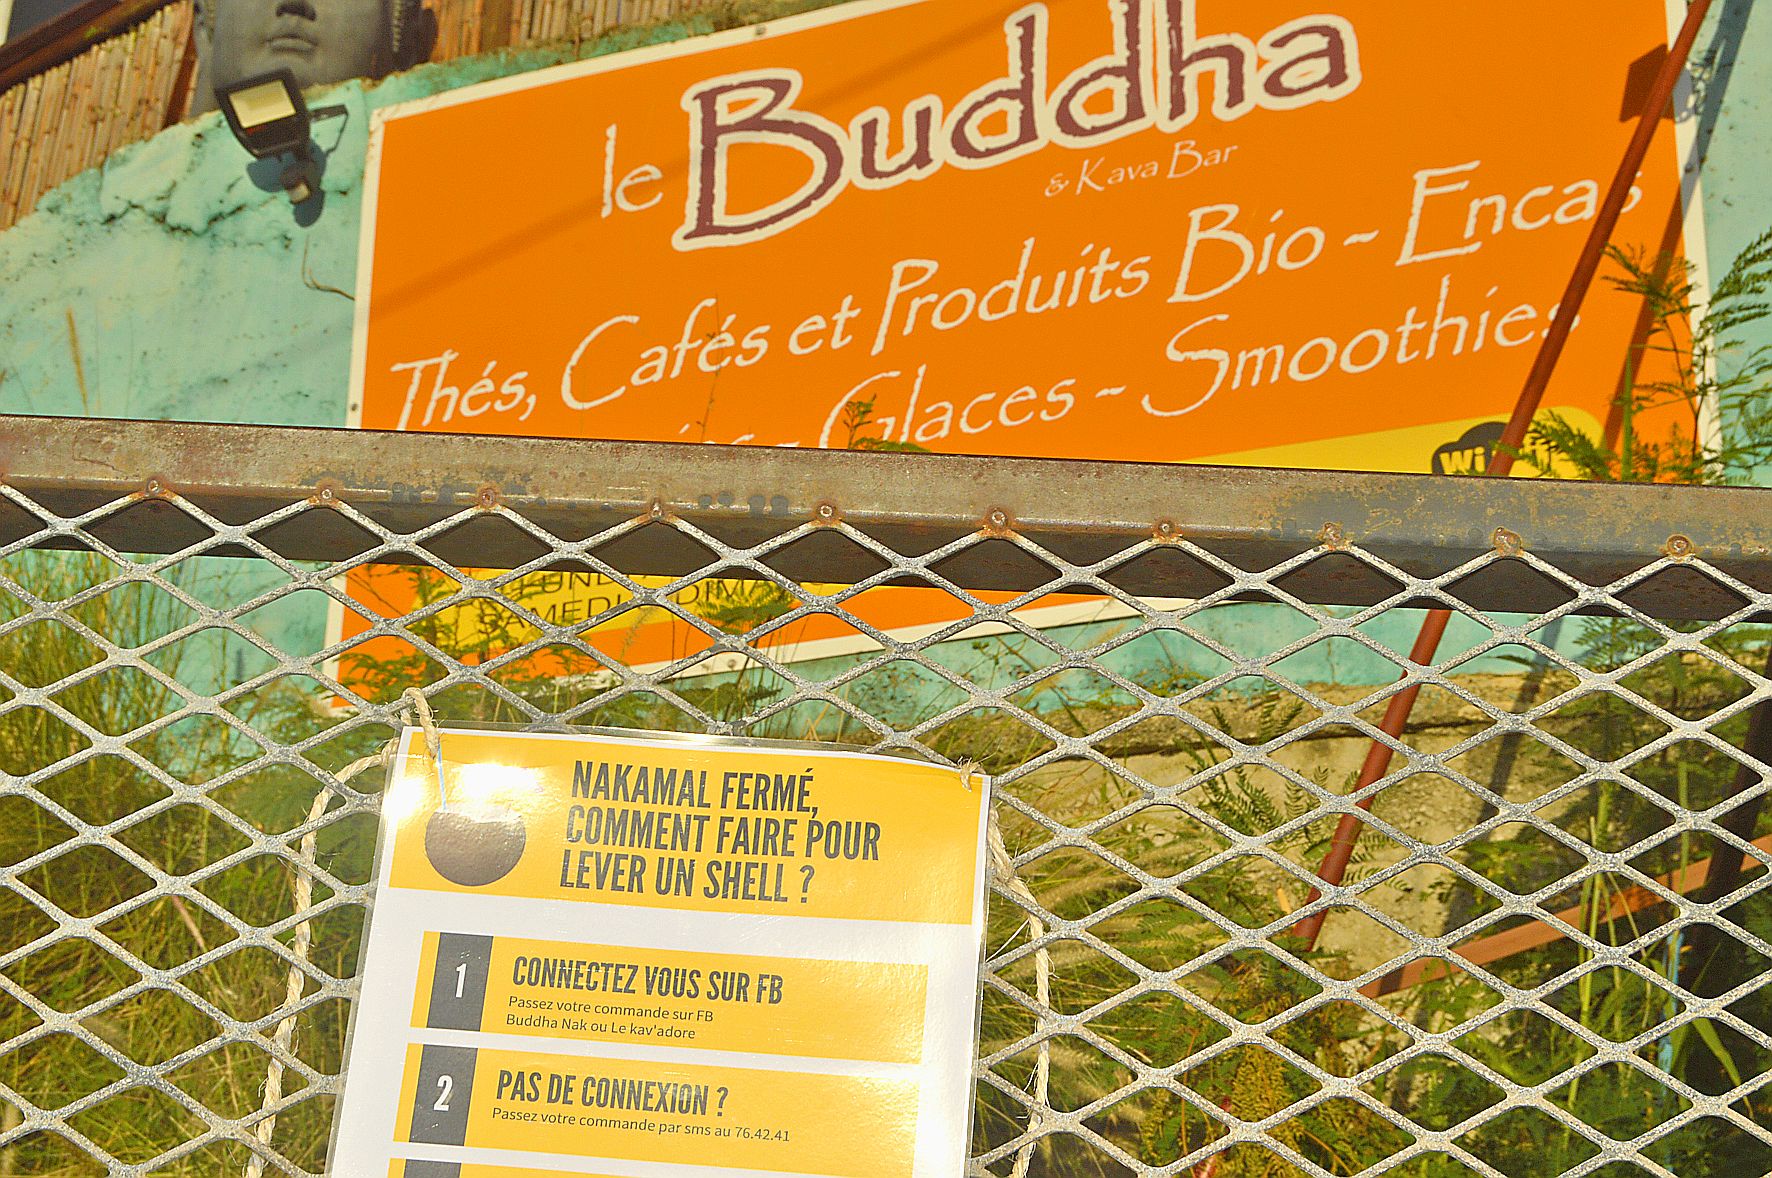 le Buddha
& Kava Bar
Thés, Cafés et Produits Bio ~ Encas
Glaces ~ Smoothies
NAKAMAL FERMÉ,
COMMENT FAIRE POUR
LEVER UN SHELL ?
1
CONNECTEZ VOUS SUR FB
Passez votre commande sur FB
Buddha Nak ou Le kav'adore
2
PAS DE CONNEXION ?
Passez votre commande par sms au 76.42.41